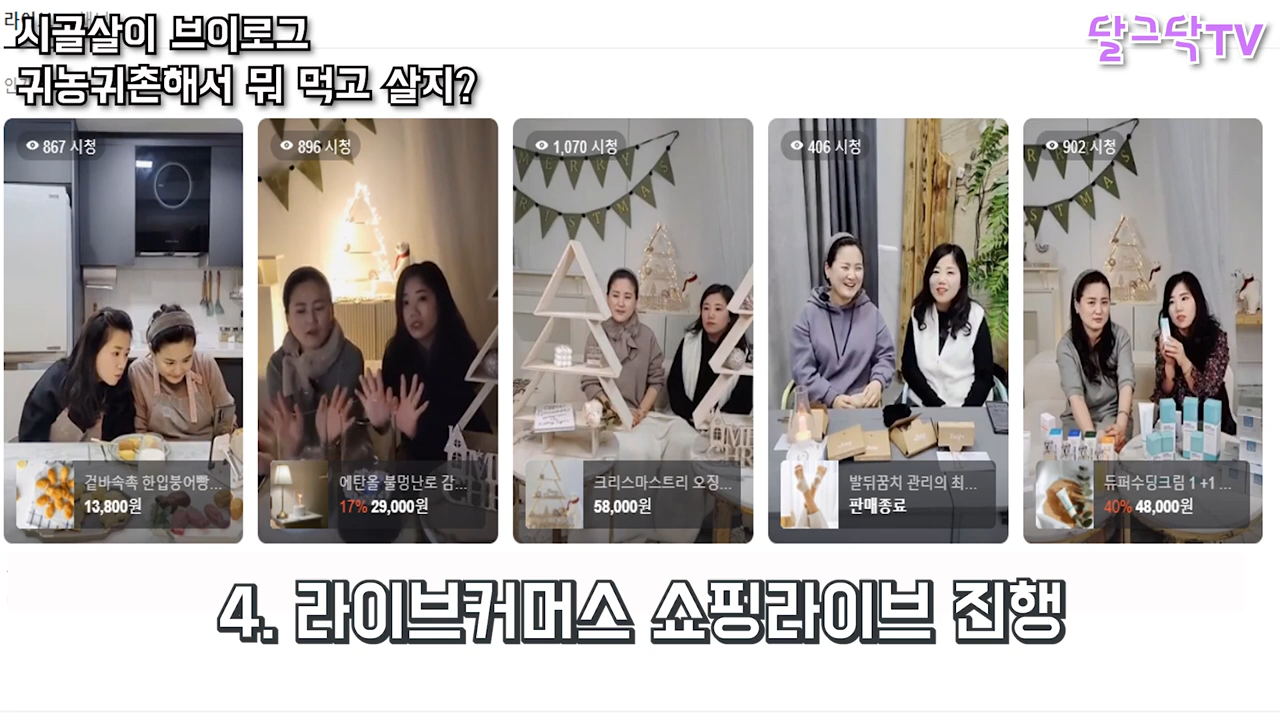 시골살이 브이로그
달그닥TV
귀농귀촌해서 뭐 먹고 살지?
867 시청
896 시청
1,070 시청
406 시청
902 시청
MERRY
CHRISTMAS
겉바속촉 한입붕어빵...
13,800원
에탄올 불멍난로 감...
17% 29,000원
크리스마스트리 오징...
58,000원
발뒤꿈치 관리의 최...
판매종료
듀퍼수딩크림 1 +1 ...
40% 48,000원
4. 라이브커머스 쇼핑라이브 진행